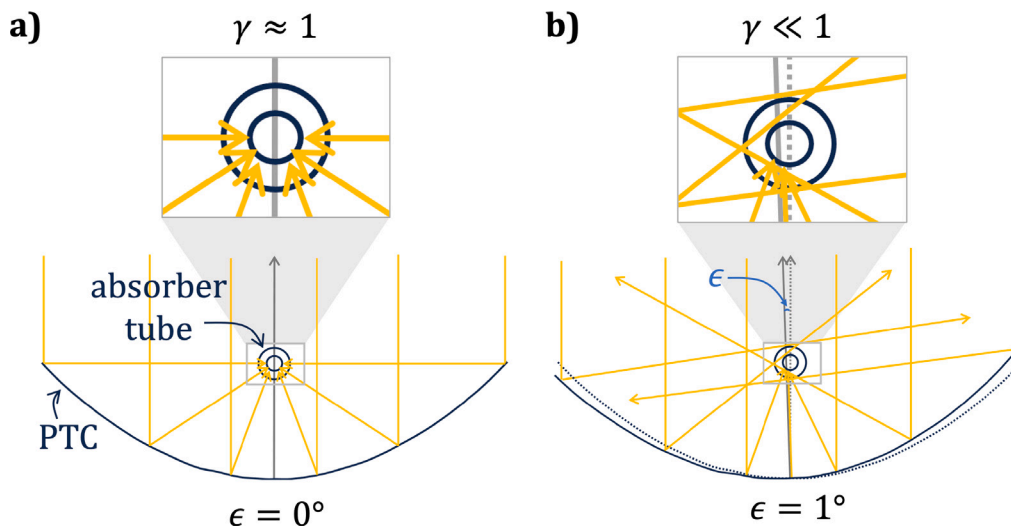 a)
γ ≈ 1
absorber
tube
PTC
ϵ = 0°
b)
γ ≪ 1
ϵ
ϵ = 1°